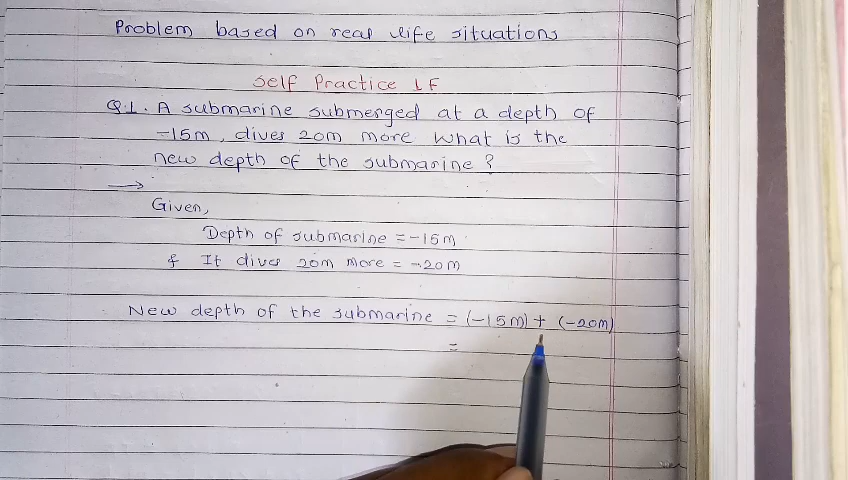 Problem based on real life situations
Self Practice 1F
Q.1. A submarine submerged at a depth of
-15m, dives 20m more What is the
new depth of the submarine?
→
Given,
Depth of submarine = -15m
& It dives 20m more = -20m
New depth of the submarine = (-15m) + (-20m)
=